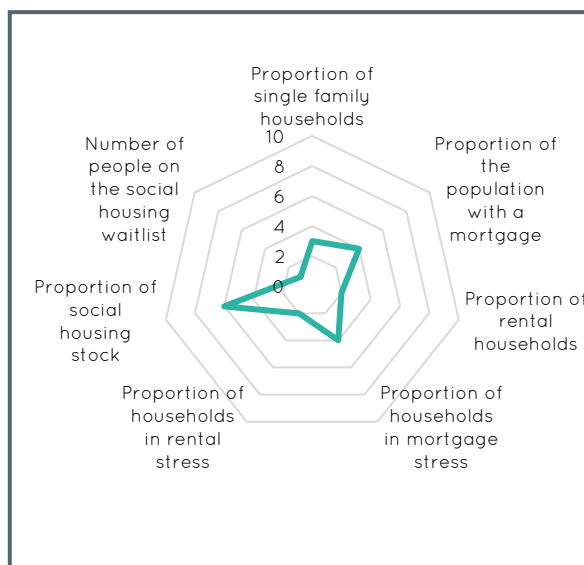 Proportion of
single family
households
Number of
people on
the social
housing
waitlist
Proportion of
the
population
with a
mortgage
10
8
6
4
2
0
Proportion of
social
housing
stock
Proportion of
rental
households
Proportion of
households
in rental
stress
Proportion of
households
in mortgage
stress